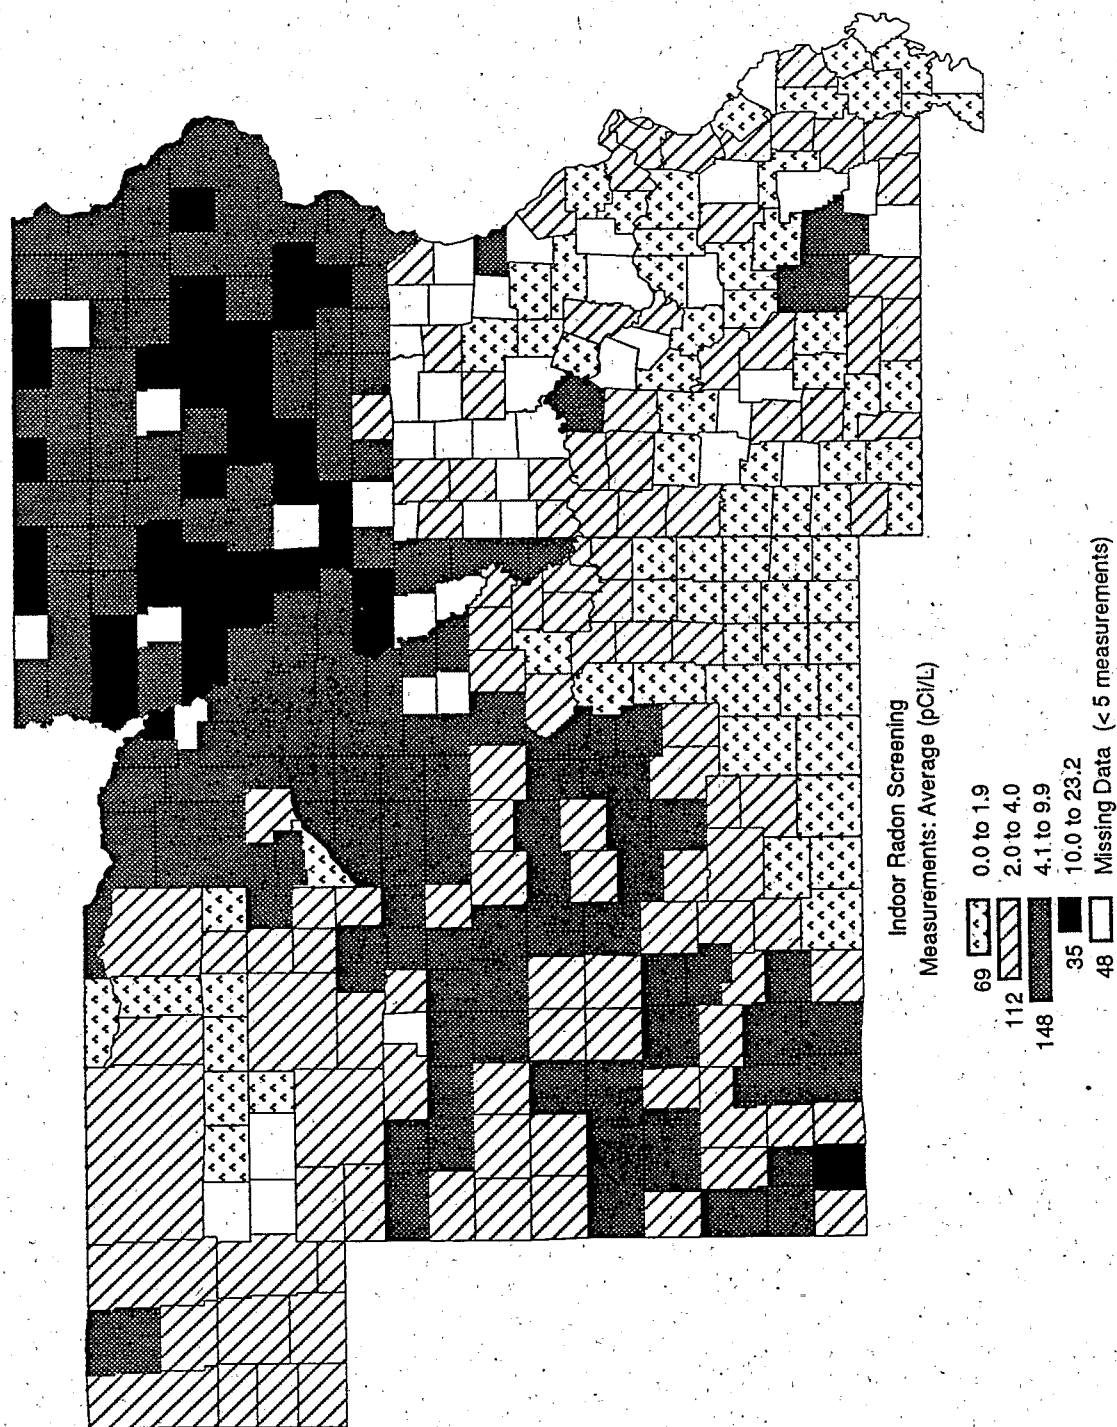 Indoor Radon Screening
Measurements: Average (pCi/L)
69 0.0 to 1.9
112 2.0 to 4.0
148 4.1 to 9.9
35 10.0 to 23.2
48 Missing Data (< 5 measurements)